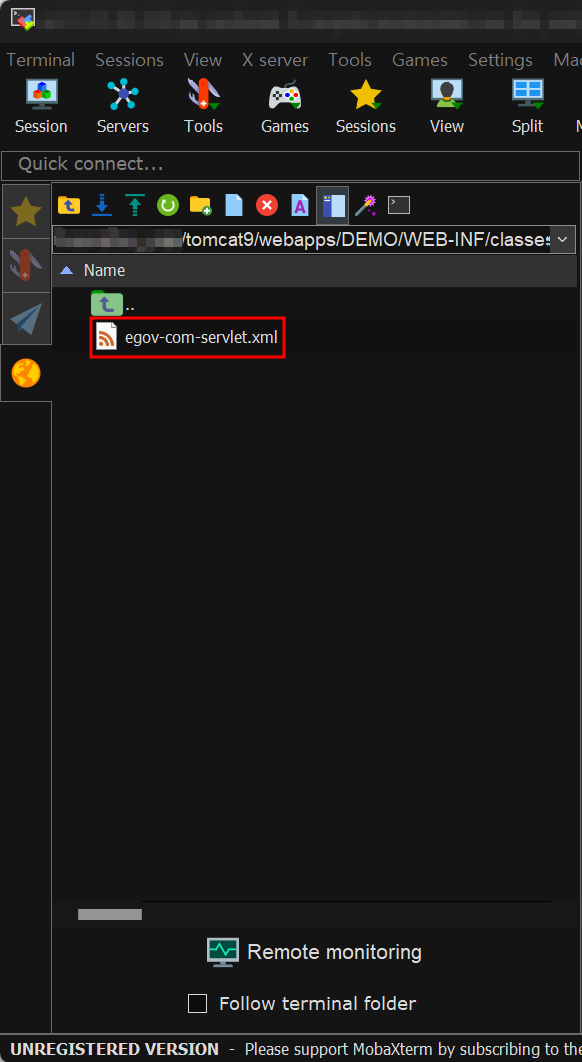 Terminal Sessions View X server Tools Games Settings Mac
Session Servers Tools Games Sessions View Split
Quick connect...
/tomcat9/webapps/DEMO/WEB-INF/classes
Name
..
egov-com-servlet.xml
Remote monitoring
Follow terminal folder
UNREGISTERED VERSION - Please support MobaXterm by subscribing to the